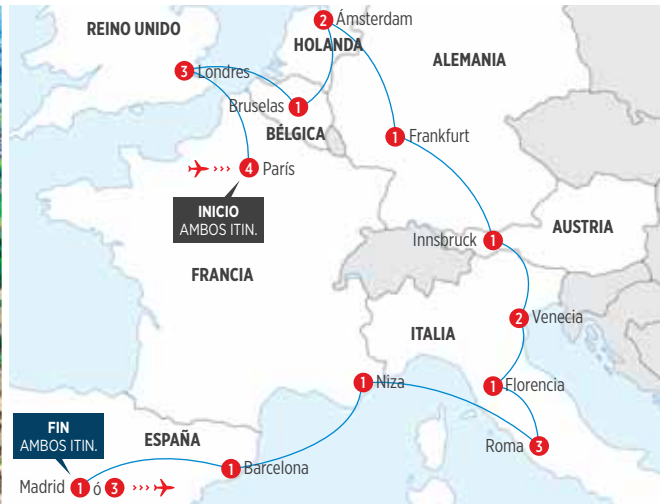 REINO UNIDO
2 Ámsterdam
HOLANDA
ALEMANIA
3 Londres
Bruselas 1
BÉLGICA
1 Frankfurt
4 París
INICIO
AMBOS ITIN.
AUSTRIA
Innsbruck 1
FRANCIA
2 Venecia
ITALIA
1 Niza
1 Florencia
Roma 3
FIN
AMBOS ITIN.
ESPAÑA
1 Barcelona
Madrid 1 ó 3